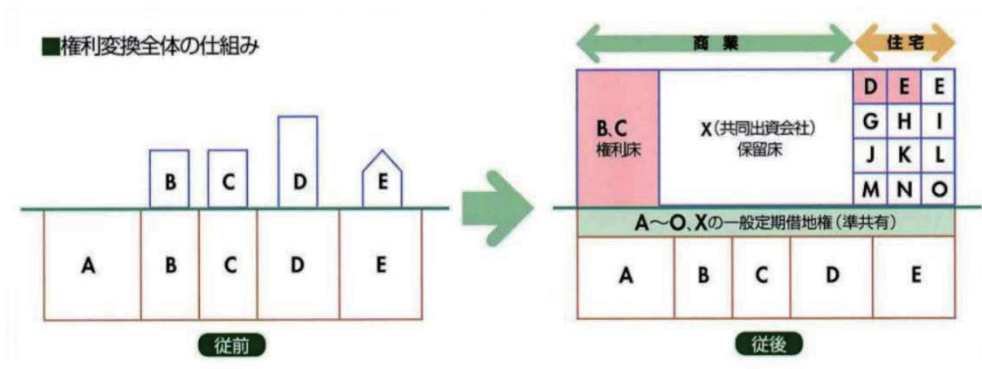 ■権利変換全体の仕組み
B
C
D
E
A
B
C
D
E
従前
商業
住宅
B、C
権利床
X(共同出資会社)
保留床
D E E
G H I
J K L
M N O
A〜O、Xの一般定期借地権(準共有)
A
B
C
D
E
従後